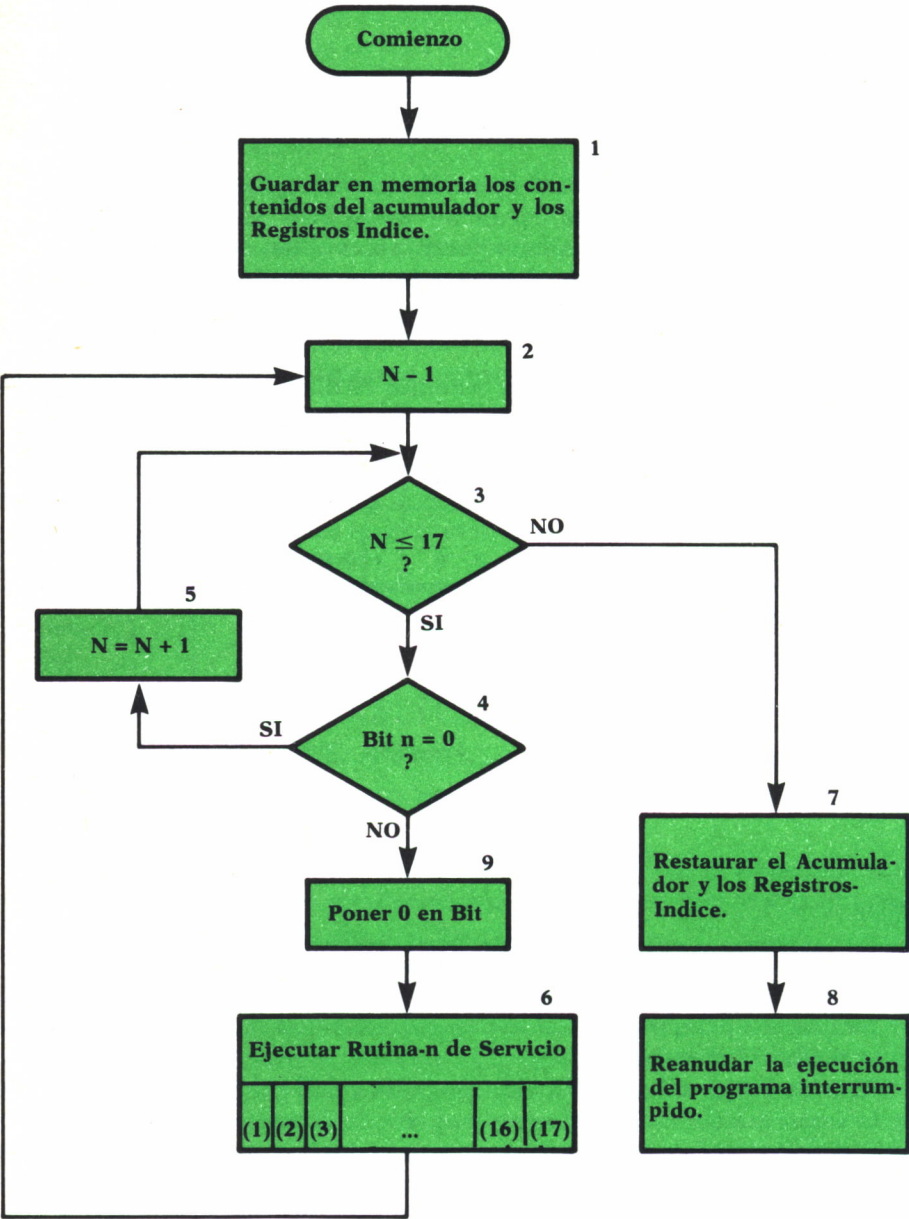 Comienzo
1
Guardar en memoria los con-
tenidos del acumulador y los
Registros Indice.
2
N – 1
3
N ≤ 17
?
NO
SI
5
N = N + 1
4
Bit n = 0
?
SI
NO
9
Poner 0 en Bit
6
Ejecutar Rutina-n de Servicio
(1) (2) (3) ... (16) (17)
7
Restaurar el Acumula-
dor y los Registros-
Indice.
8
Reanudar la ejecución
del programa interrum-
pido.